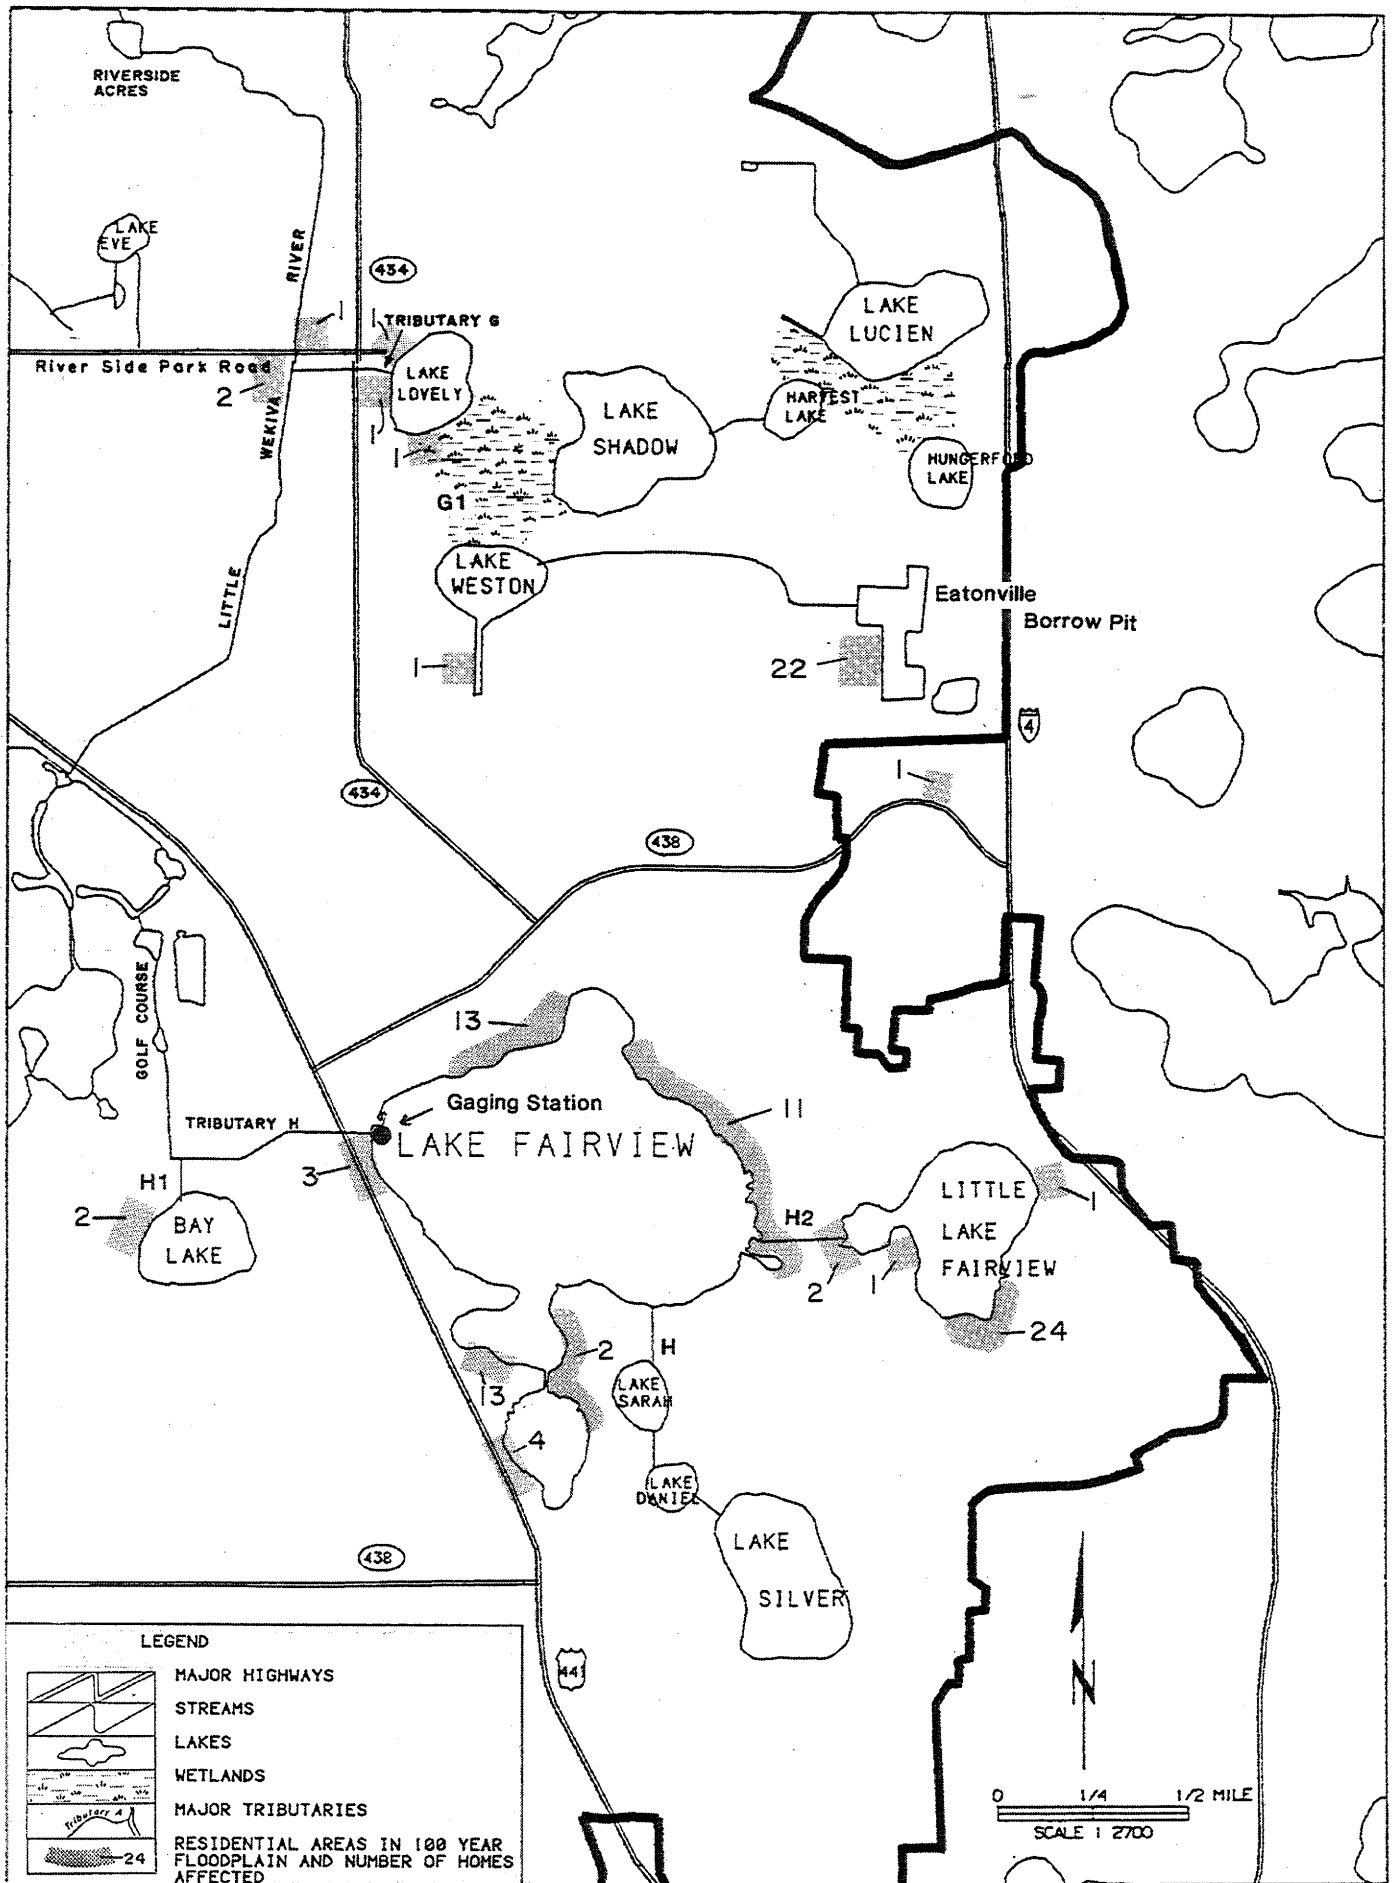 RIVERSIDE
ACRES
LAKE
EVE
RIVER
434
1
1
TRIBUTARY G
LAKE
LUCIEN
River Side Park Road
LAKE
LOVELY
2
WEKIVA
1
1
LAKE
SHADOW
HARVEST
LAKE
HUNGERFORD
LAKE
G1
LITTLE
LAKE
WESTON
Eatonville
Borrow Pit
1
22
4
434
1
438
GOLF COURSE
13
Gaging Station
11
TRIBUTARY H
LAKE FAIRVIEW
3
H1
2
BAY
LAKE
H2
LITTLE
LAKE
FAIRVIEW
1
2
1
24
2
H
13
LAKE
SARAH
4
LAKE
DANIEL
LAKE
SILVER
438
441
N
0 1/4 1/2 MILE
SCALE 1 2700
LEGEND
MAJOR HIGHWAYS
STREAMS
LAKES
WETLANDS
Tributary A
MAJOR TRIBUTARIES
24
RESIDENTIAL AREAS IN 100 YEAR
FLOODPLAIN AND NUMBER OF HOMES
AFFECTED